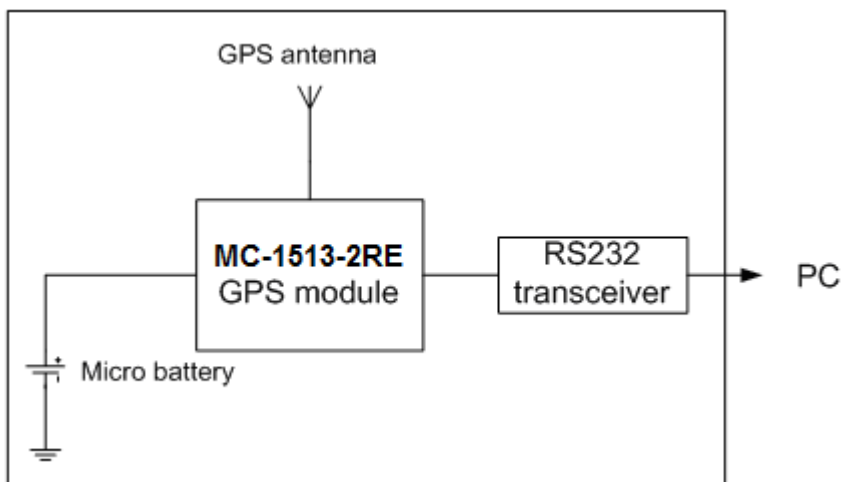 GPS antenna
MC-1513-2RE
GPS module
RS232
transceiver
PC
Micro battery